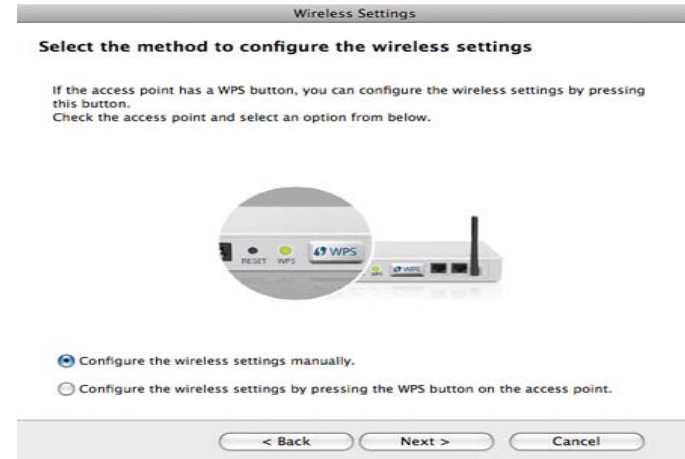 Wireless Settings
Select the method to configure the wireless settings
If the access point has a WPS button, you can configure the wireless settings by pressing
this button.
Check the access point and select an option from below.
RESET WPS WPS
WPS WPS
Configure the wireless settings manually.
Configure the wireless settings by pressing the WPS button on the access point.
< Back Next > Cancel